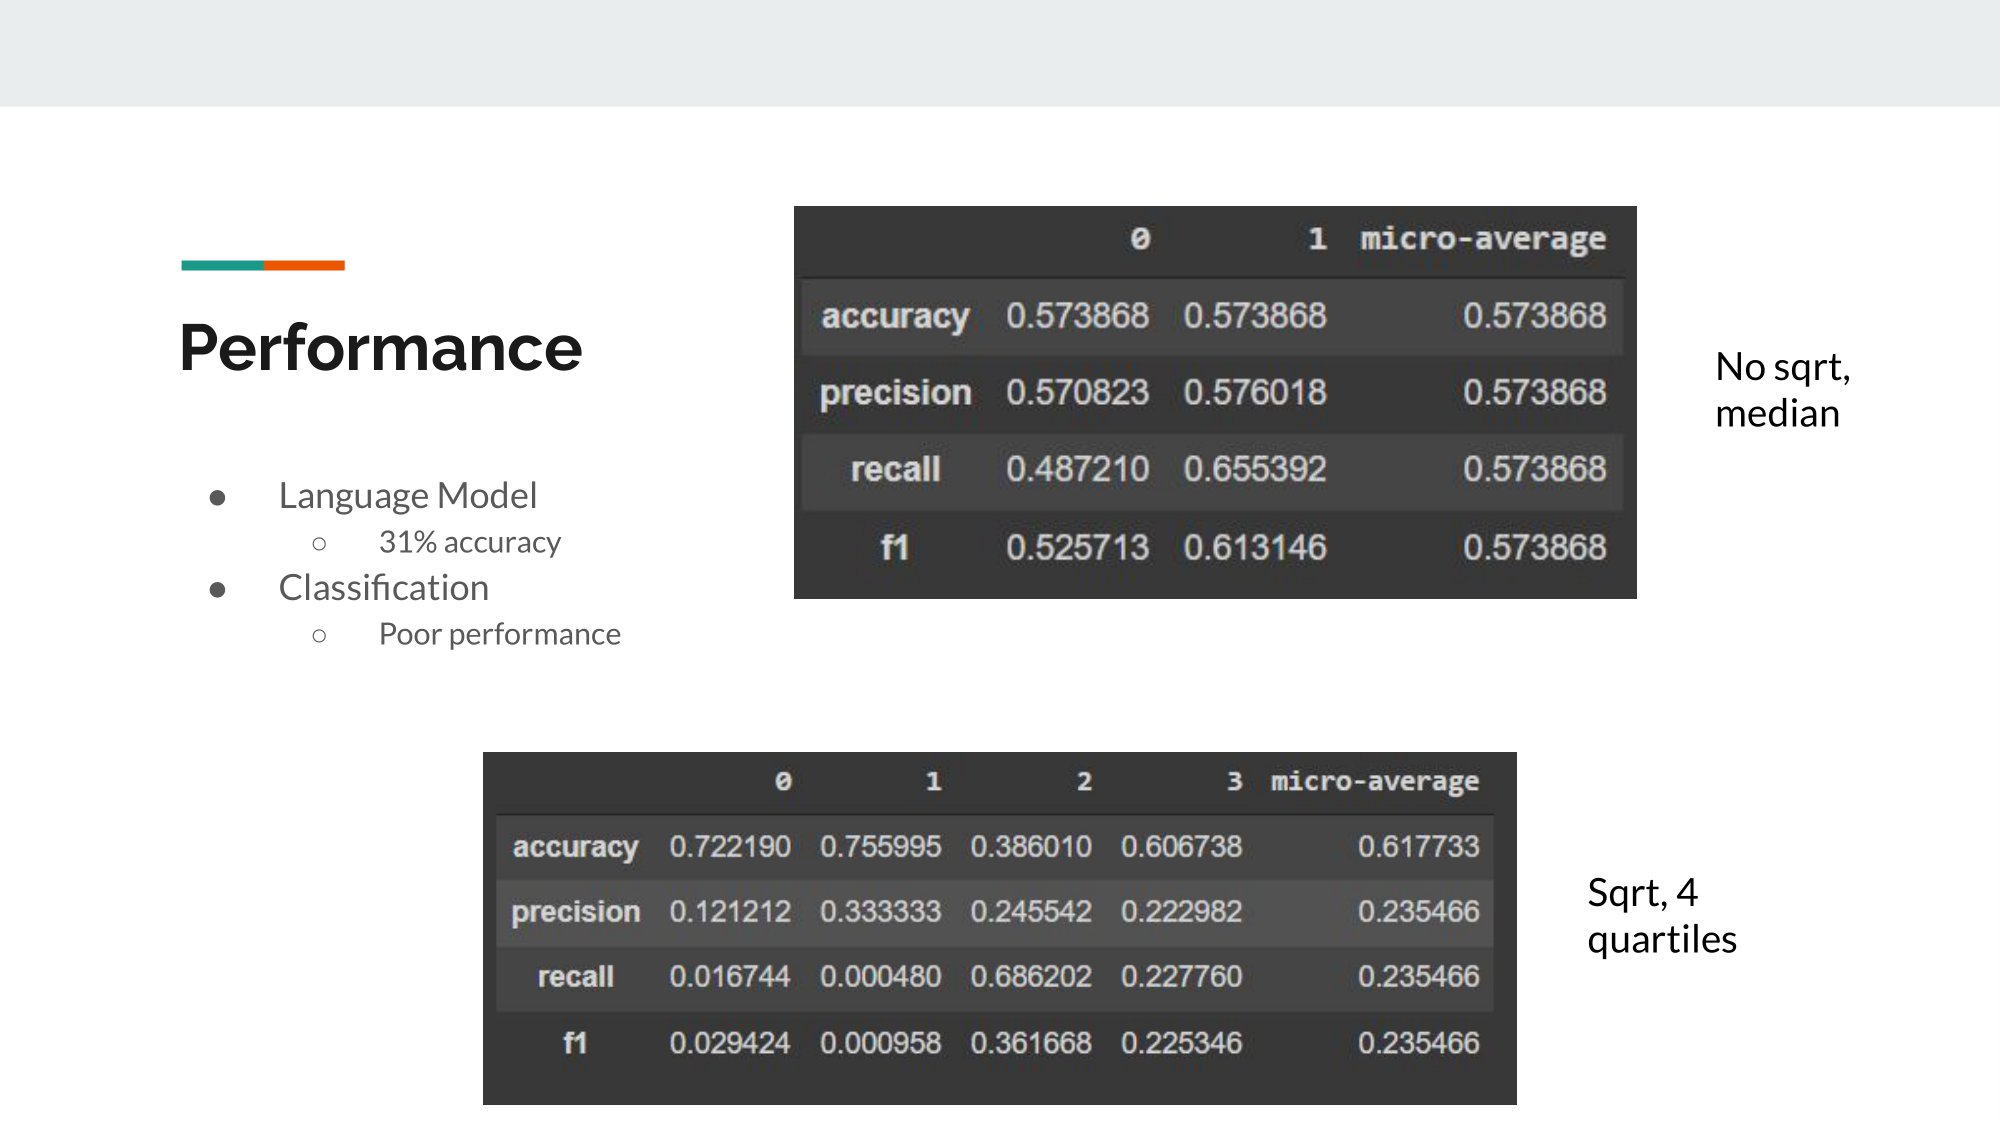 Performance
● Language Model
○ 31% accuracy
● Classification
○ Poor performance
0 1 micro-average
accuracy 0.573868 0.573868 0.573868
precision 0.570823 0.576018 0.573868
recall 0.487210 0.655392 0.573868
f1 0.525713 0.613146 0.573868
No sqrt,
median
0 1 2 3 micro-average
accuracy 0.722190 0.755995 0.386010 0.606738 0.617733
precision 0.121212 0.333333 0.245542 0.222982 0.235466
recall 0.016744 0.000480 0.686202 0.227760 0.235466
f1 0.029424 0.000958 0.361668 0.225346 0.235466
Sqrt, 4
quartiles